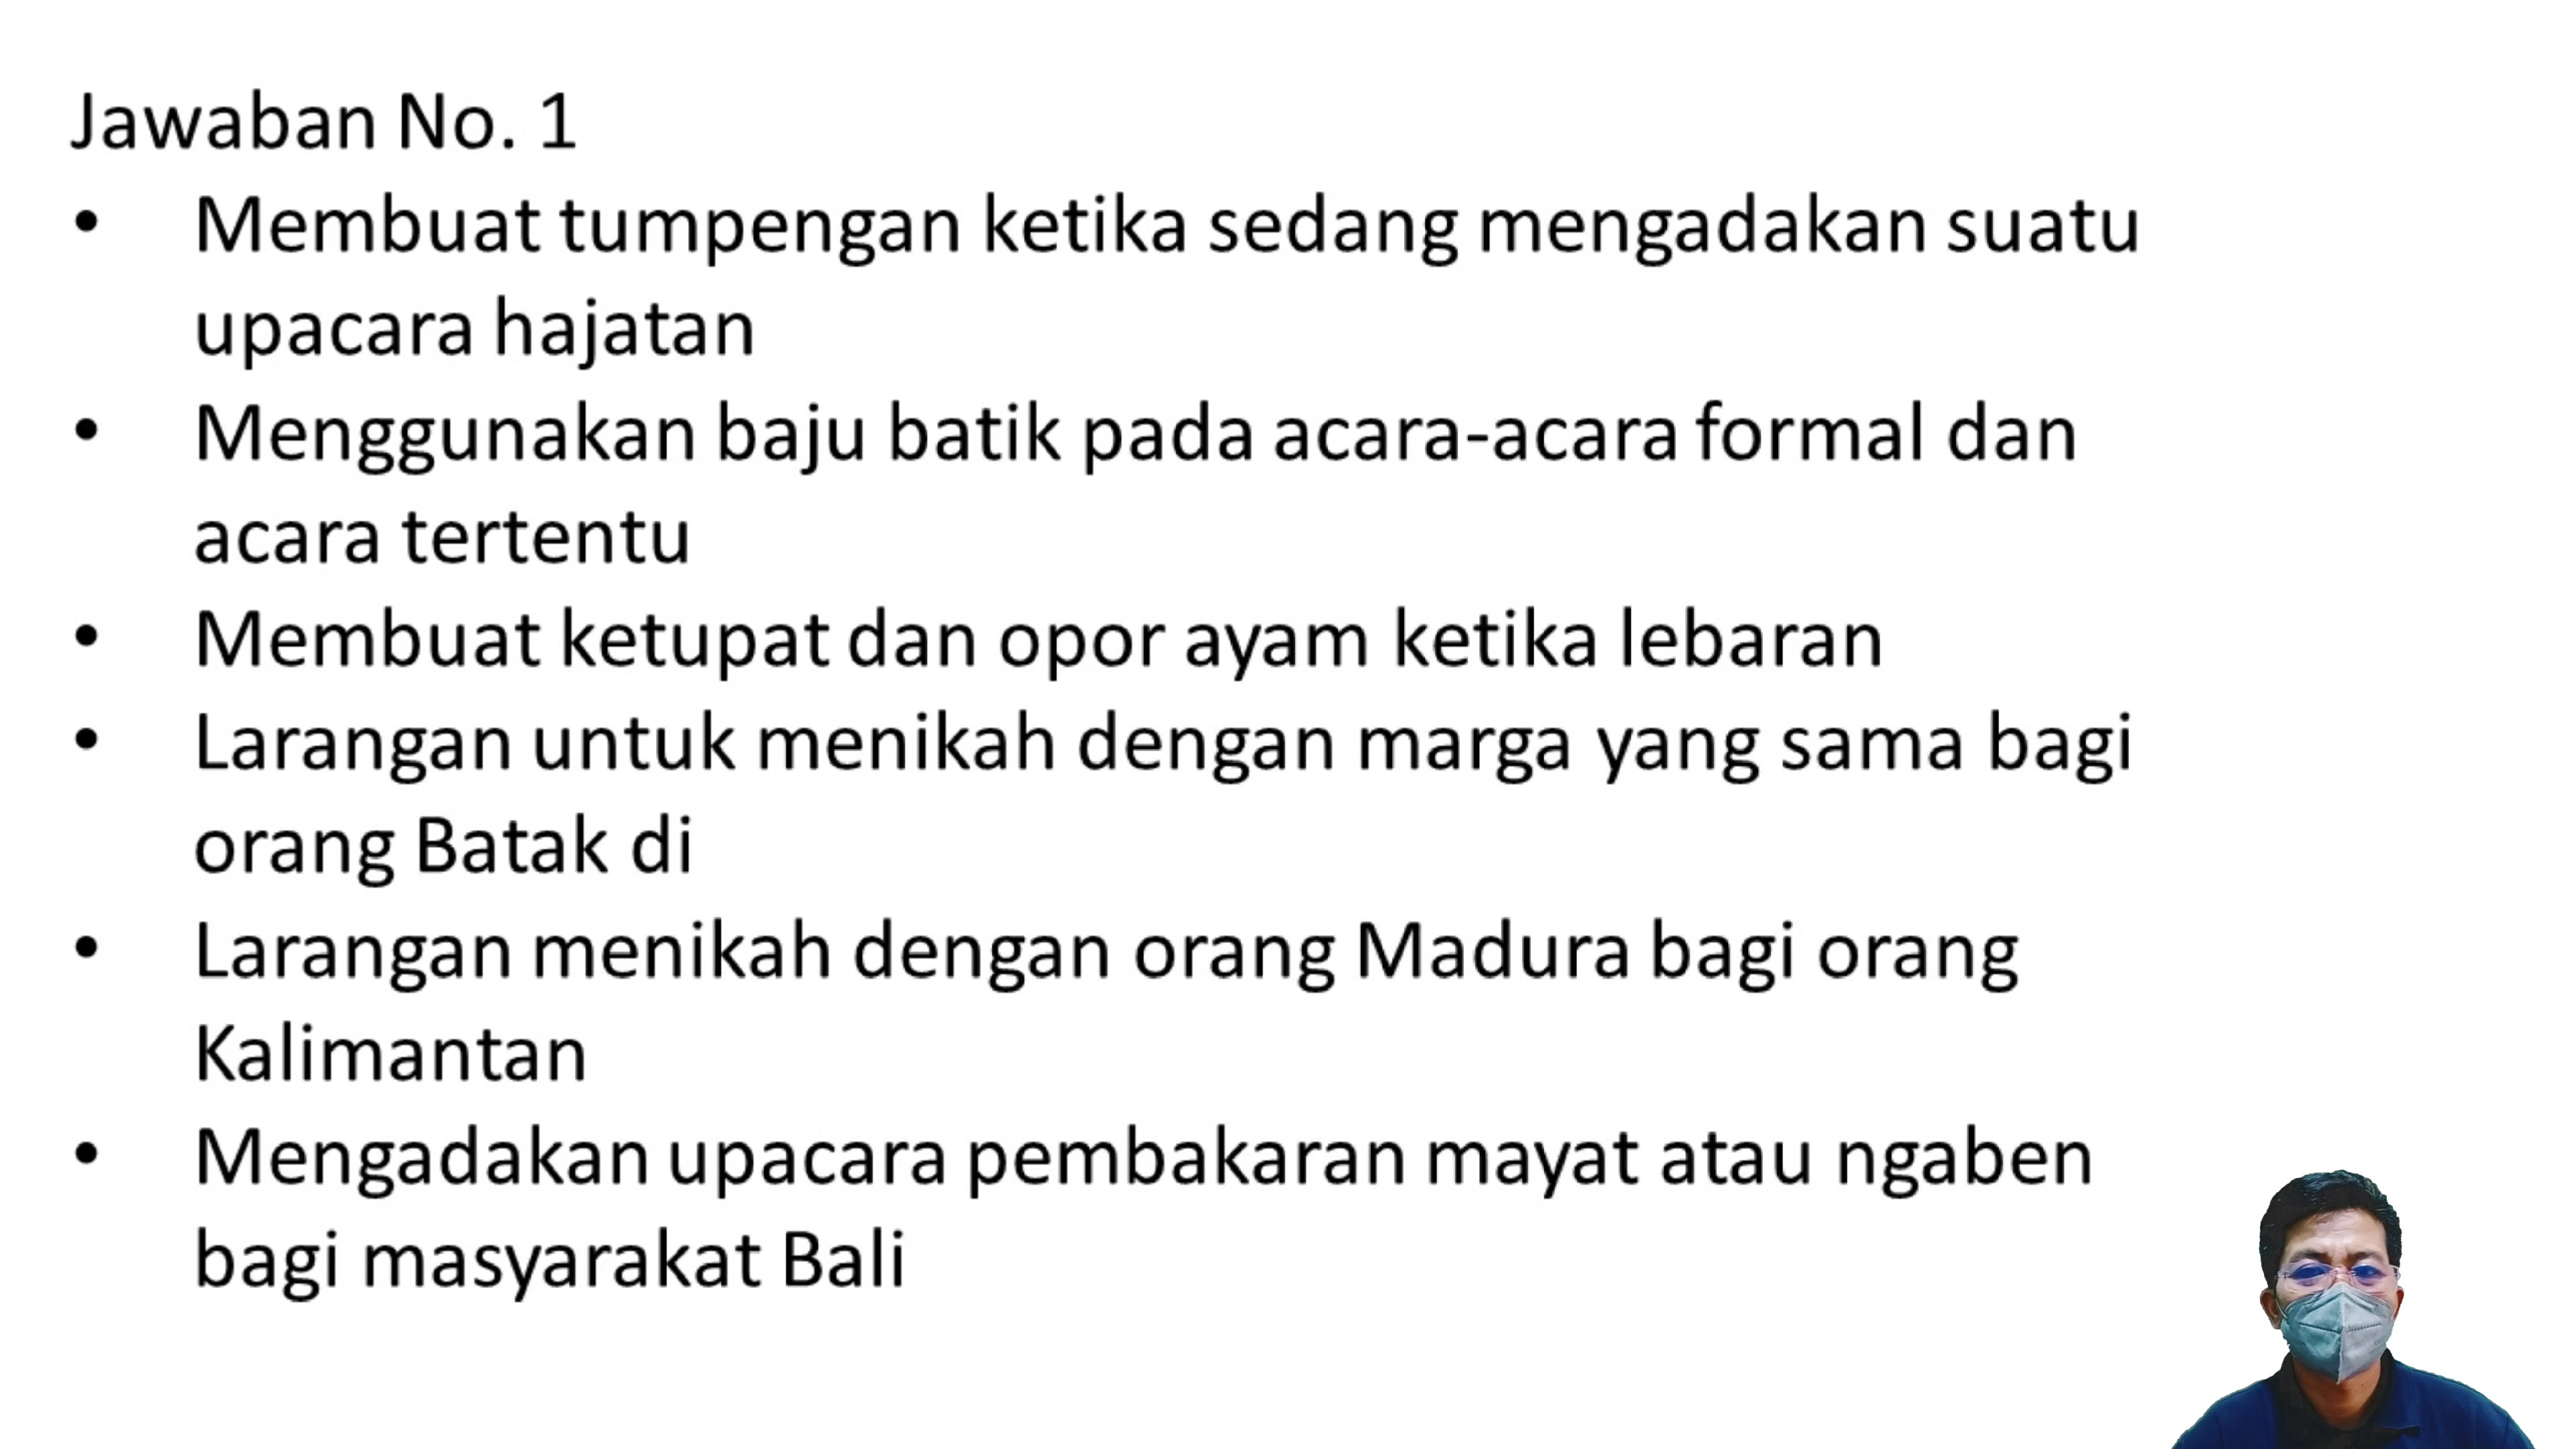 Jawaban No. 1
• Membuat tumpengan ketika sedang mengadakan suatu
upacara hajatan
• Menggunakan baju batik pada acara-acara formal dan
acara tertentu
• Membuat ketupat dan opor ayam ketika lebaran
• Larangan untuk menikah dengan marga yang sama bagi
orang Batak di
• Larangan menikah dengan orang Madura bagi orang
Kalimantan
• Mengadakan upacara pembakaran mayat atau ngaben
bagi masyarakat Bali